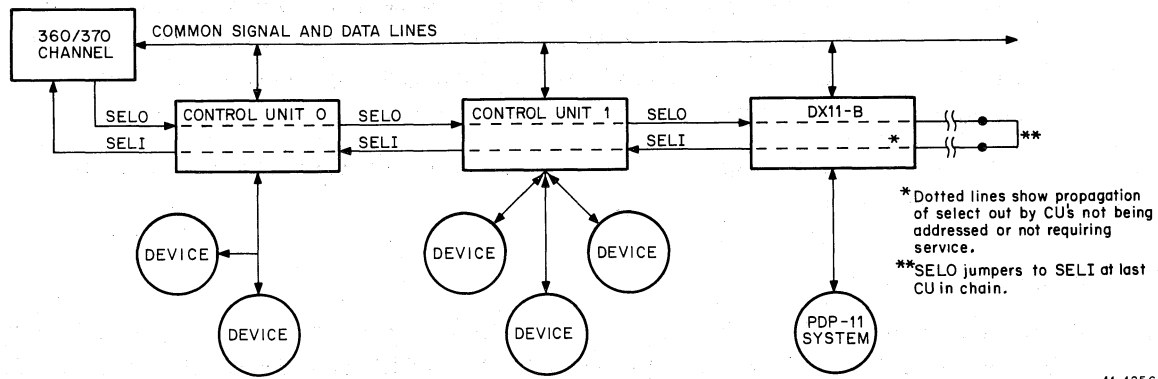 360/370
CHANNEL
COMMON SIGNAL AND DATA LINES
SELO
CONTROL UNIT 0
SELO
CONTROL UNIT 1
SELO
DX11-B
SELI
SELI
SELI
*
**
DEVICE
DEVICE
DEVICE
DEVICE
DEVICE
PDP-11
SYSTEM
*Dotted lines show propagation
of select out by CU's not being
addressed or not requiring
service.
**SELO jumpers to SELI at last
CU in chain.